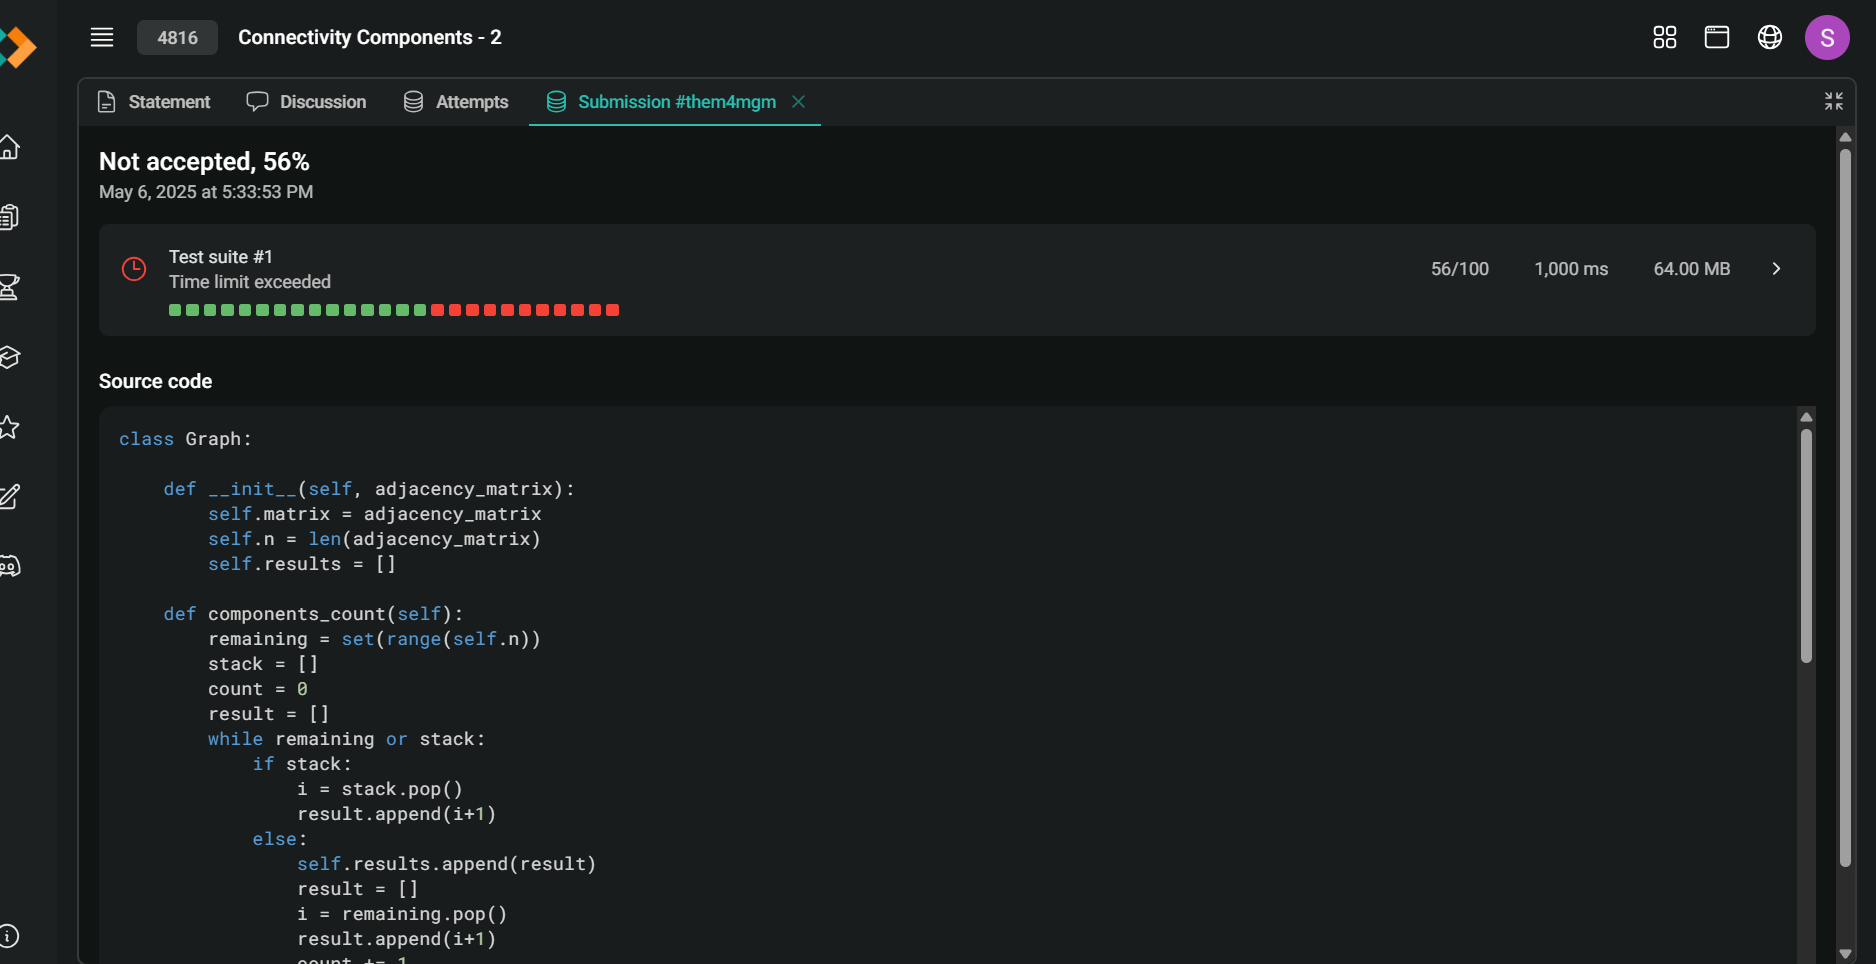 4816 Connectivity Components - 2
S
Statement Discussion Attempts Submission #them4mgm
Not accepted, 56%
May 6, 2025 at 5:33:53 PM
Test suite #1
Time limit exceeded
56/100 1,000 ms 64.00 MB
Source code
class Graph:
    def __init__(self, adjacency_matrix):
        self.matrix = adjacency_matrix
        self.n = len(adjacency_matrix)
        self.results = []
    def components_count(self):
        remaining = set(range(self.n))
        stack = []
        count = 0
        result = []
        while remaining or stack:
            if stack:
                i = stack.pop()
                result.append(i+1)
            else:
                self.results.append(result)
                result = []
                i = remaining.pop()
                result.append(i+1)
                count += 1